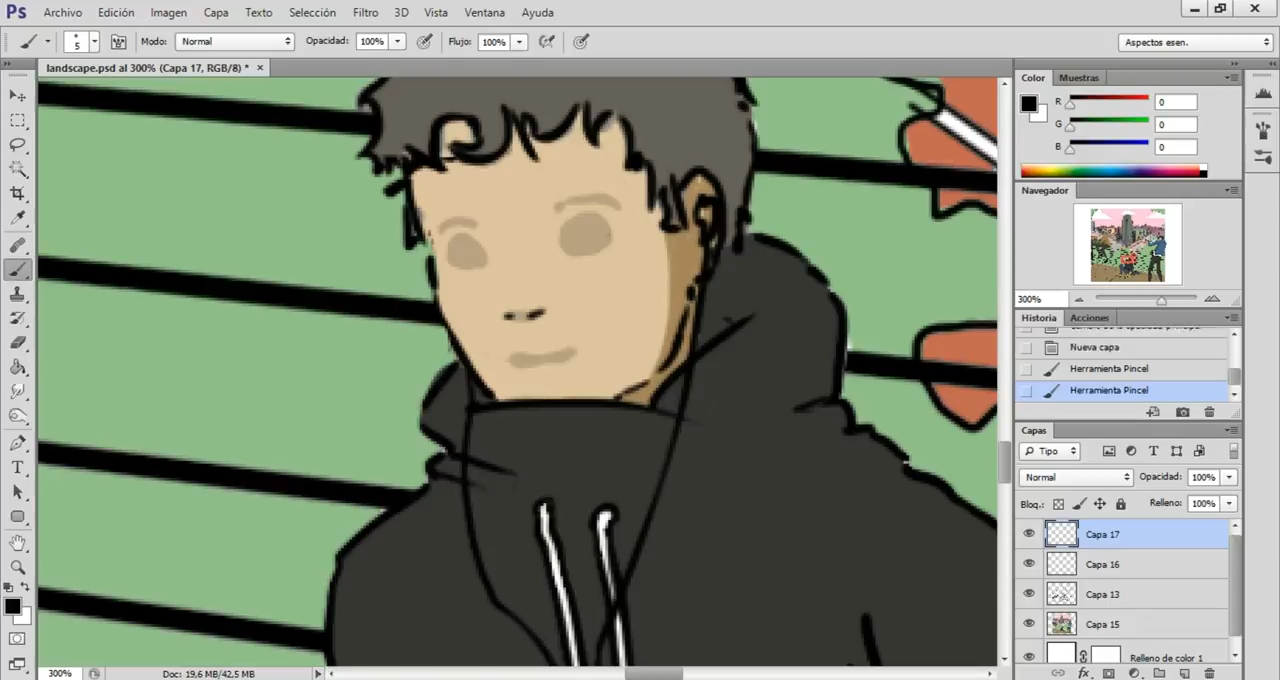 Ps Archivo Edición Imagen Capa Texto Selección Filtro 3D Vista Ventana Ayuda
5 Modo: Normal Opacidad: 100% Flujo: 100% Aspectos esen.
landscape.psd al 300% (Capa 17, RGB/8) *
Color Muestras
R 0
G 0
B 0
Navegador
300%
Historia Acciones
Nueva capa
Herramienta Pincel
Herramienta Pincel
Capas
Tipo
Normal Opacidad: 100%
Bloq.: Relleno: 100%
Capa 17
Capa 16
Capa 13
Capa 15
Relleno de color 1
300% Doc: 19,6 MB/42,5 MB